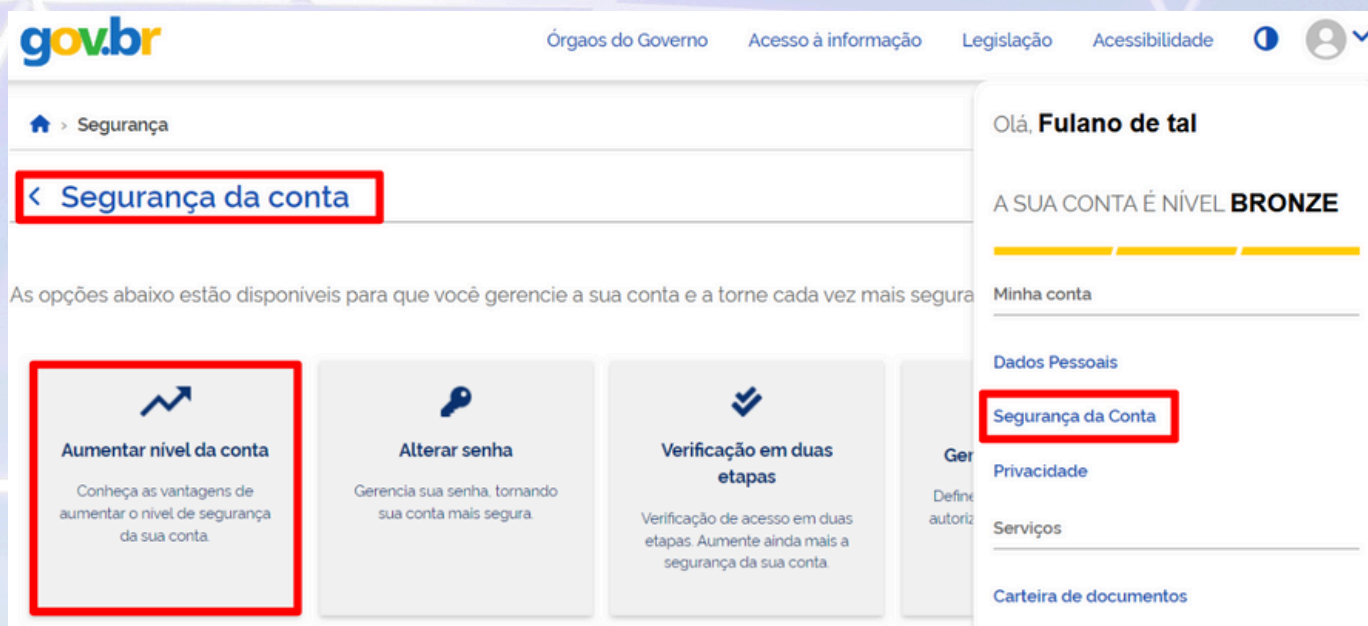 gov.br
Órgaos do Governo Acesso à informação Legislação Acessibilidade
Segurança
Segurança da conta
As opções abaixo estão disponíveis para que você gerencie a sua conta e a torne cada vez mais segura
Aumentar nível da conta
Conheça as vantagens de
aumentar o nível de segurança
da sua conta.
Alterar senha
Gerencia sua senha, tornando
sua conta mais segura.
Verificação em duas
etapas
Verificação de acesso em duas
etapas. Aumente ainda mais a
segurança da sua conta.
Ger
Define
autoriz
Olá, Fulano de tal
A SUA CONTA É NÍVEL BRONZE
Minha conta
Dados Pessoais
Segurança da Conta
Privacidade
Serviços
Carteira de documentos